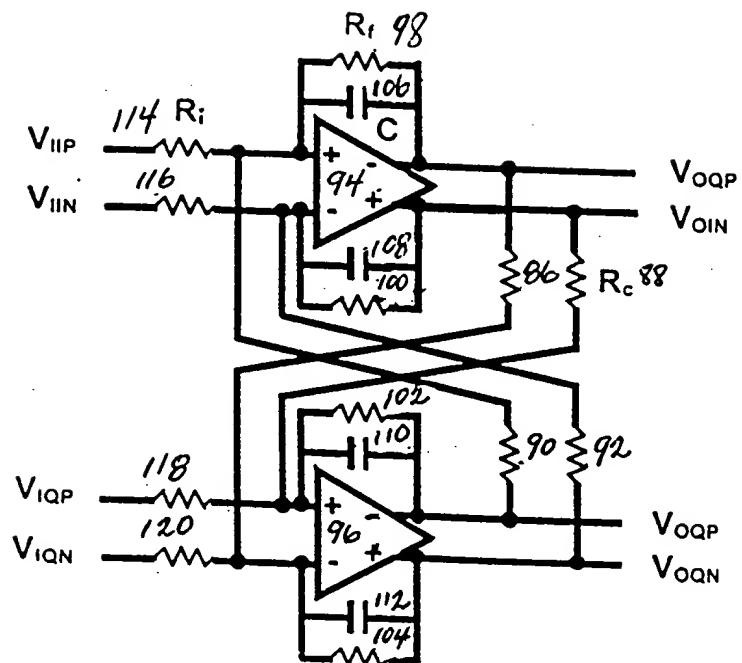 Rf 98
106
C
114 Ri
VIIP
+ -
94
VOQP
116
VIIN
- +
VOIN
108
100
86
Rc 88
102
110
90
92
118
VIQP
+ -
96
VOQP
120
VIQN
- +
VOQN
112
104